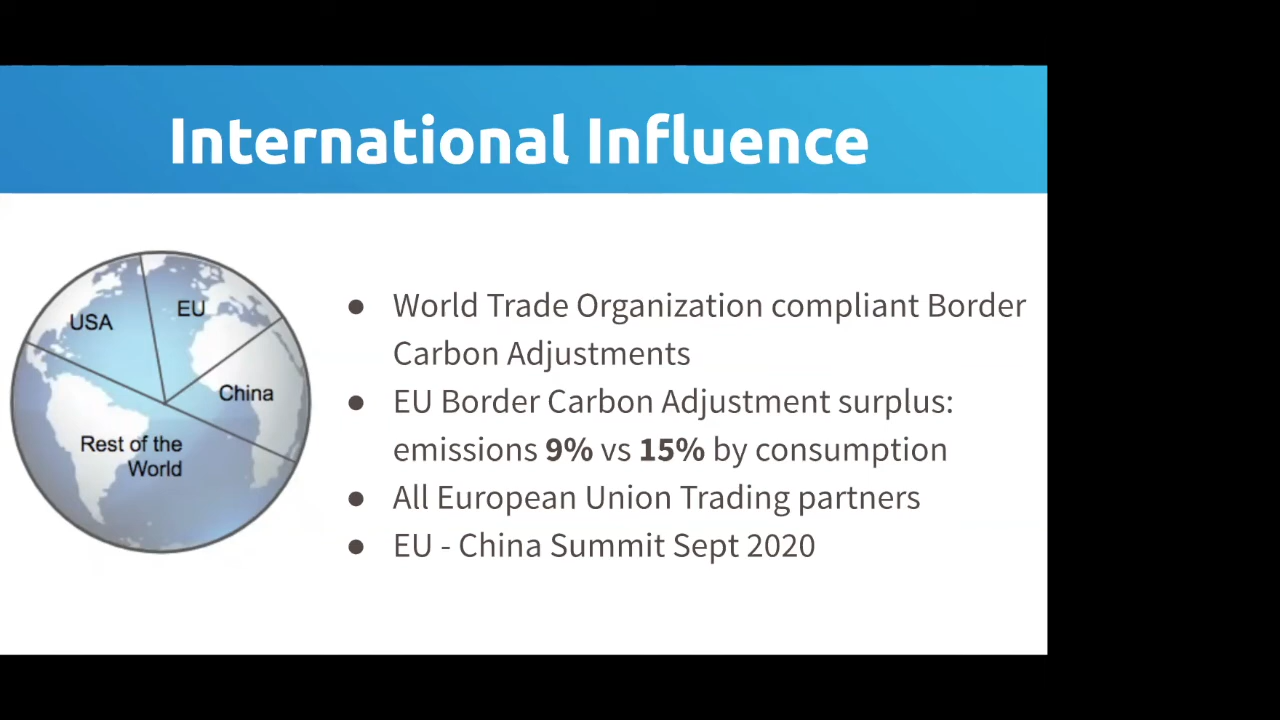 International Influence
USA
EU
China
Rest of the
World
● World Trade Organization compliant Border
Carbon Adjustments
● EU Border Carbon Adjustment surplus:
emissions 9% vs 15% by consumption
● All European Union Trading partners
● EU - China Summit Sept 2020